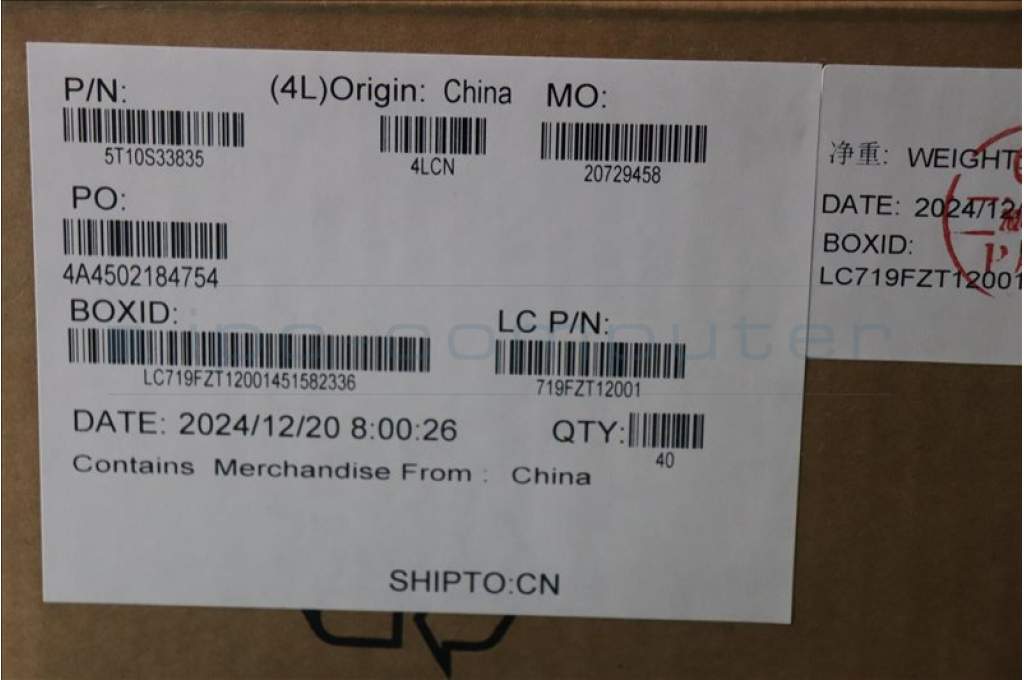 P/N:
(4L)Origin: China
MO:
5T10S33835
4LCN
20729458
PO:
4A4502184754
BOXID:
LC P/N:
LC719FZT12001451582336
719FZT12001
DATE: 2024/12/20 8:00:26
QTY:
40
Contains Merchandise From : China
SHIPTO:CN
净重: WEIGHT
DATE: 2024/12/
BOXID:
LC719FZT12001
computer